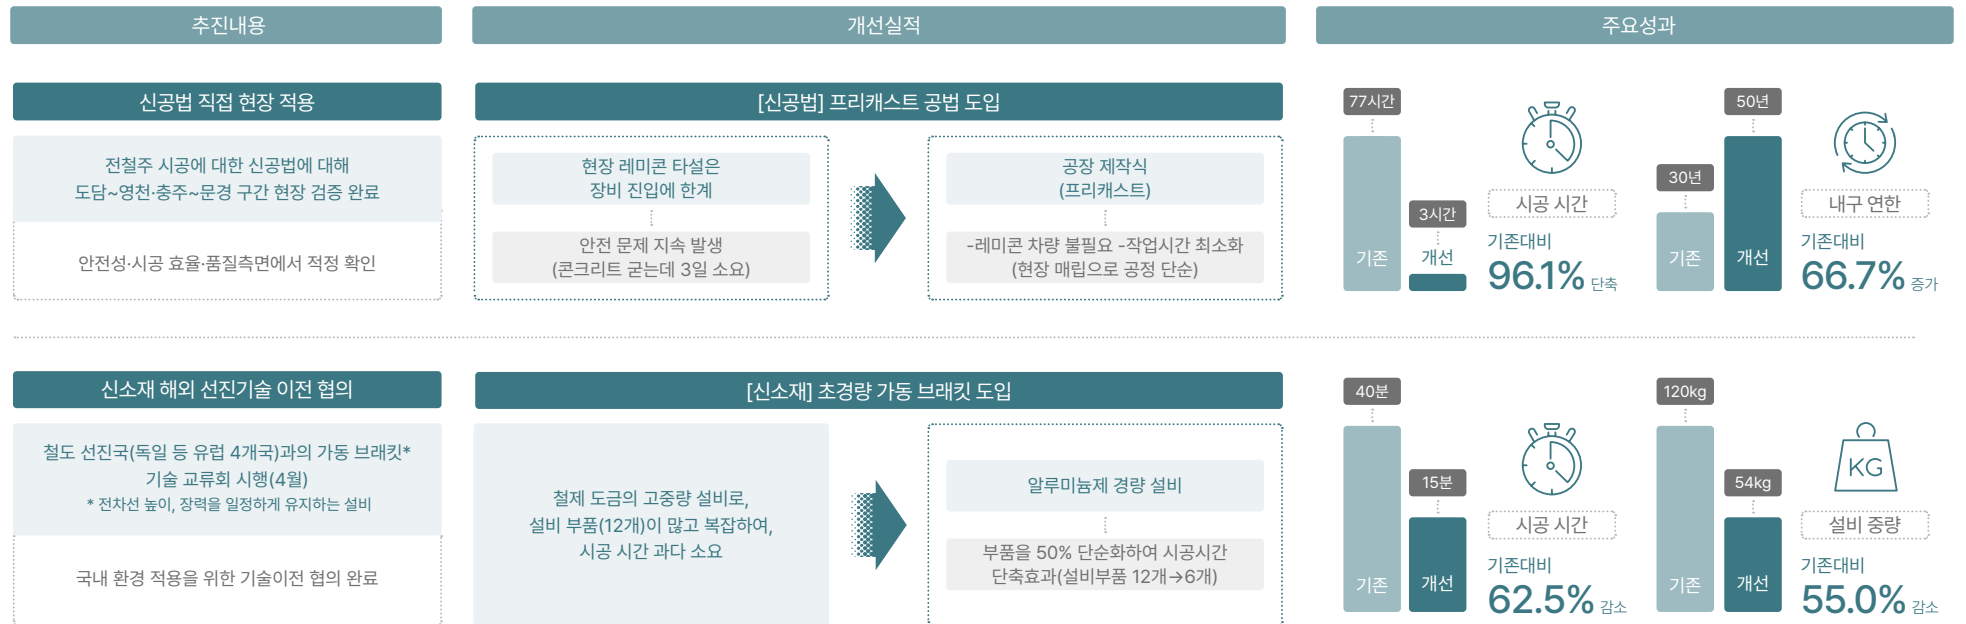 추진내용
개선실적
주요성과
신공법 직접 현장 적용
전철주 시공에 대한 신공법에 대해
도담~영천·충주~문경 구간 현장 검증 완료
안전성·시공 효율·품질측면에서 적정 확인
[신공법] 프리캐스트 공법 도입
현장 레미콘 타설은
장비 진입에 한계
안전 문제 지속 발생
(콘크리트 굳는데 3일 소요)
공장 제작식
(프리캐스트)
-레미콘 차량 불필요 -작업시간 최소화
(현장 매립으로 공정 단순)
77시간
기존
3시간
개선
시공 시간
기존대비
96.1% 단축
30년
기존
50년
개선
내구 연한
기존대비
66.7% 증가
신소재 해외 선진기술 이전 협의
철도 선진국(독일 등 유럽 4개국)과의 가동 브래킷*
기술 교류회 시행(4월)
* 전차선 높이, 장력을 일정하게 유지하는 설비
국내 환경 적용을 위한 기술이전 협의 완료
[신소재] 초경량 가동 브래킷 도입
철제 도금의 고중량 설비로,
설비 부품(12개)이 많고 복잡하여,
시공 시간 과다 소요
알루미늄제 경량 설비
부품을 50% 단순화하여 시공시간
단축효과(설비부품 12개→6개)
40분
기존
15분
개선
시공 시간
기존대비
62.5% 감소
120kg
기존
54kg
개선
KG
설비 중량
기존대비
55.0% 감소